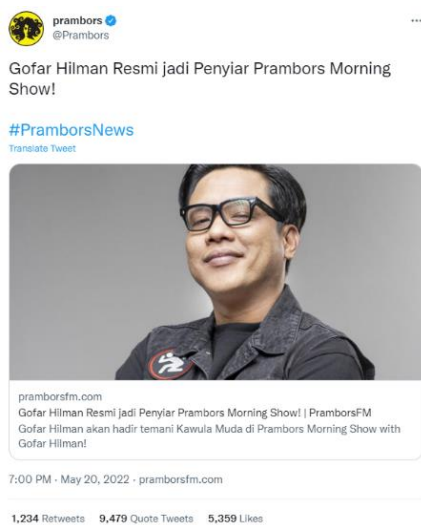 prambors
@Prambors
Gofar Hilman Resmi jadi Penyiar Prambors Morning
Show!
#PramborsNews
Translate Tweet
pramborsfm.com
Gofar Hilman Resmi jadi Penyiar Prambors Morning Show! | PramborsFM
Gofar Hilman akan hadir temani Kawula Muda di Prambors Morning Show with
Gofar Hilman!
7:00 PM · May 20, 2022 · pramborsfm.com
1,234 Retweets 9,479 Quote Tweets 5,359 Likes